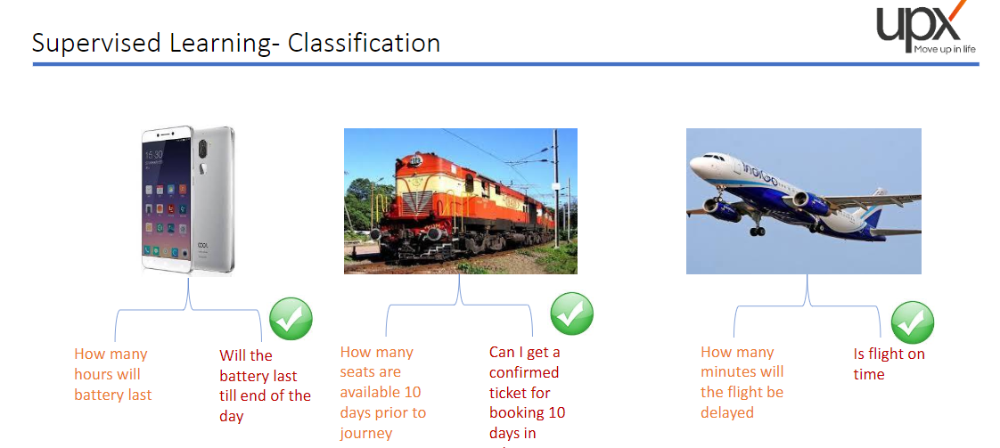 Supervised Learning- Classification
upx
Move up in life
15:30
COOL
IndiGo
How many
hours will
battery last
Will the
battery last
till end of the
day
How many
seats are
available 10
days prior to
journey
Can I get a
confirmed
ticket for
booking 10
days in
How many
minutes will
the flight be
delayed
Is flight on
time